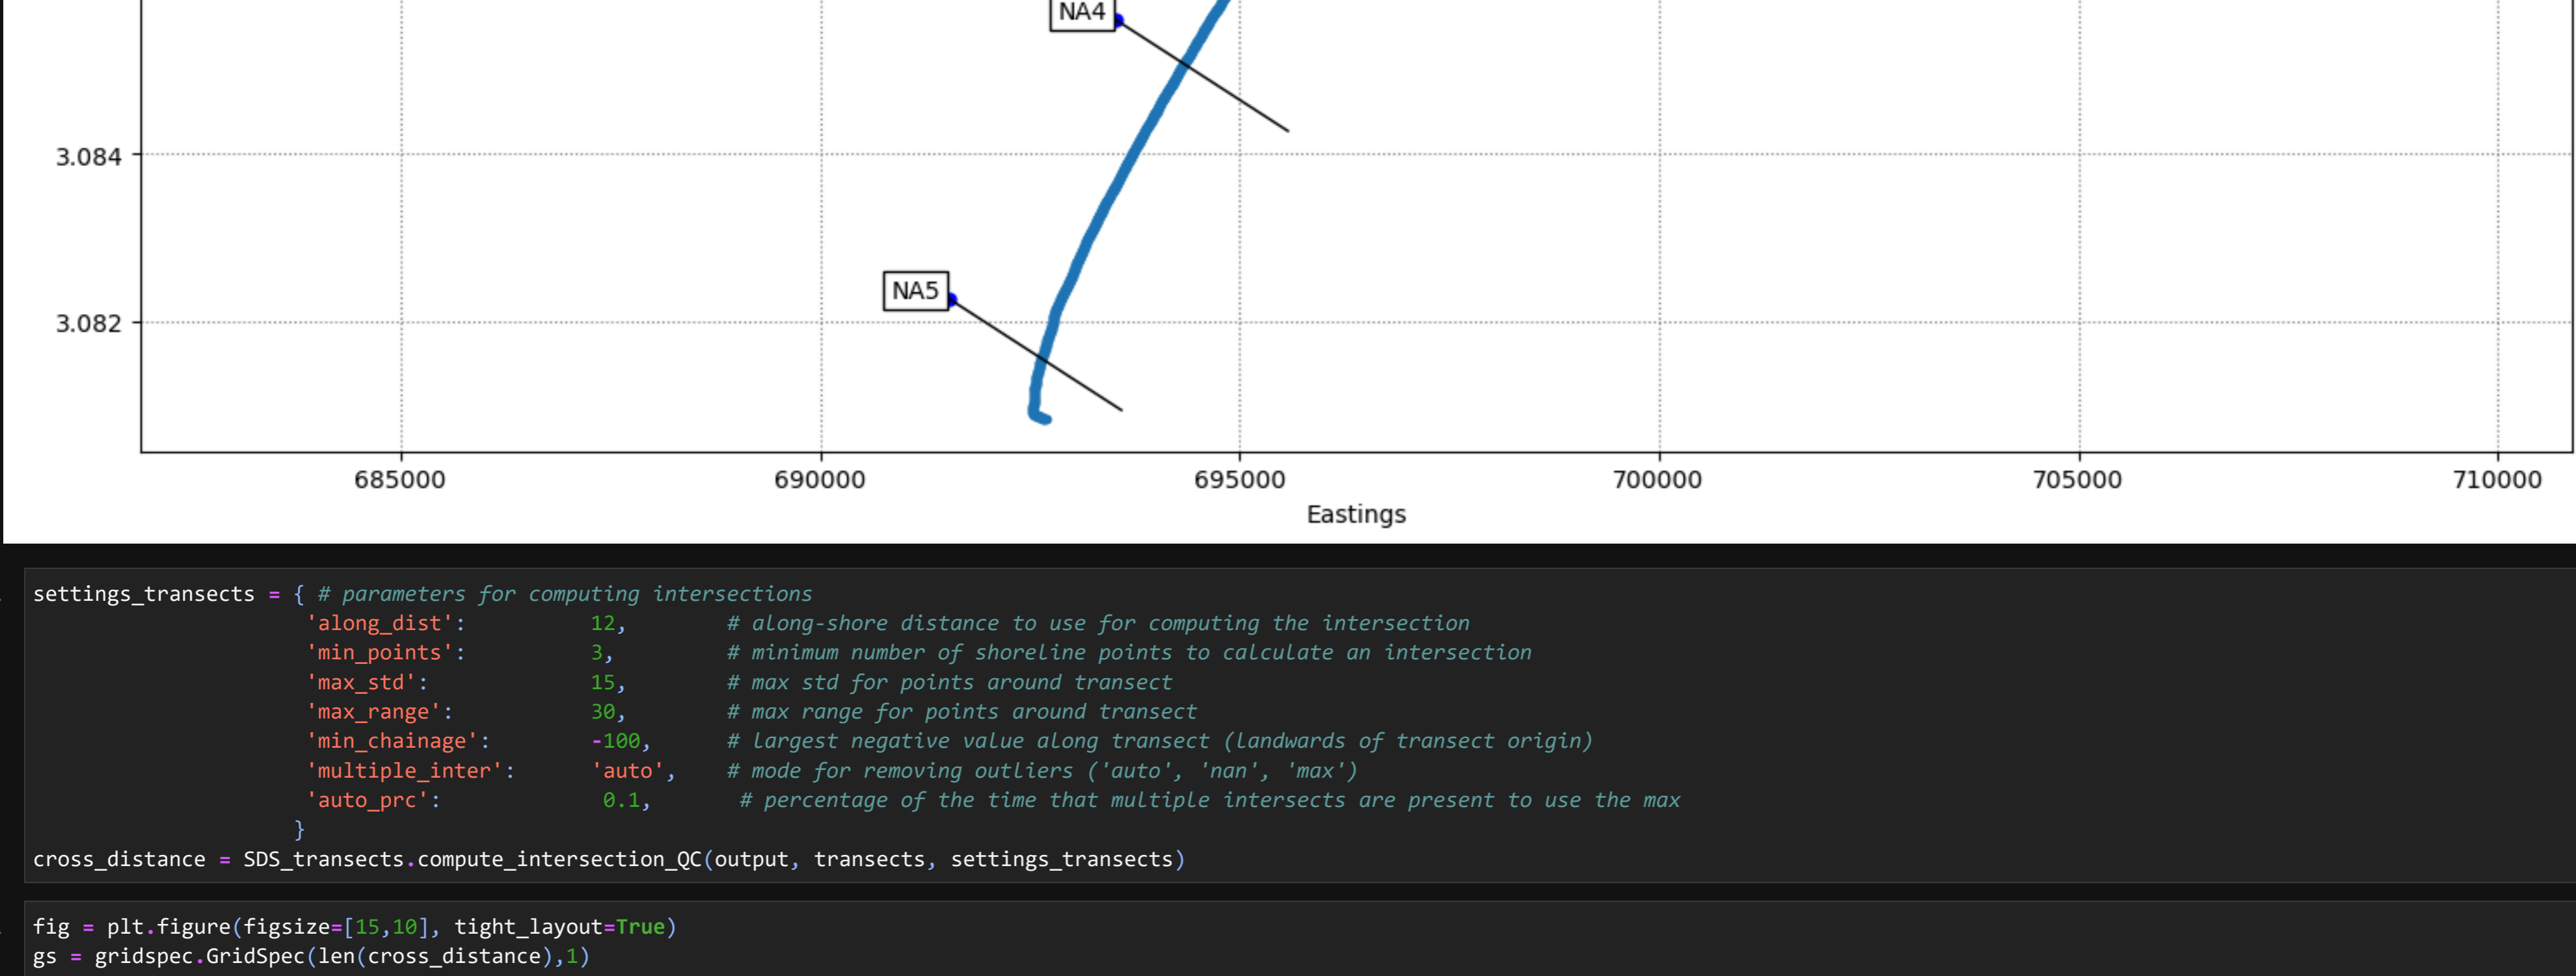 NA4
3.084
NA5
3.082
685000 690000 695000 700000 705000 710000
Eastings
settings_transects = { # parameters for computing intersections
'along_dist': 12, # along-shore distance to use for computing the intersection
'min_points': 3, # minimum number of shoreline points to calculate an intersection
'max_std': 15, # max std for points around transect
'max_range': 30, # max range for points around transect
'min_chainage': -100, # largest negative value along transect (landwards of transect origin)
'multiple_inter': 'auto', # mode for removing outliers ('auto', 'nan', 'max')
'auto_prc': 0.1, # percentage of the time that multiple intersects are present to use the max
}
cross_distance = SDS_transects.compute_intersection_QC(output, transects, settings_transects)
fig = plt.figure(figsize=[15,10], tight_layout=True)
gs = gridspec.GridSpec(len(cross_distance),1)